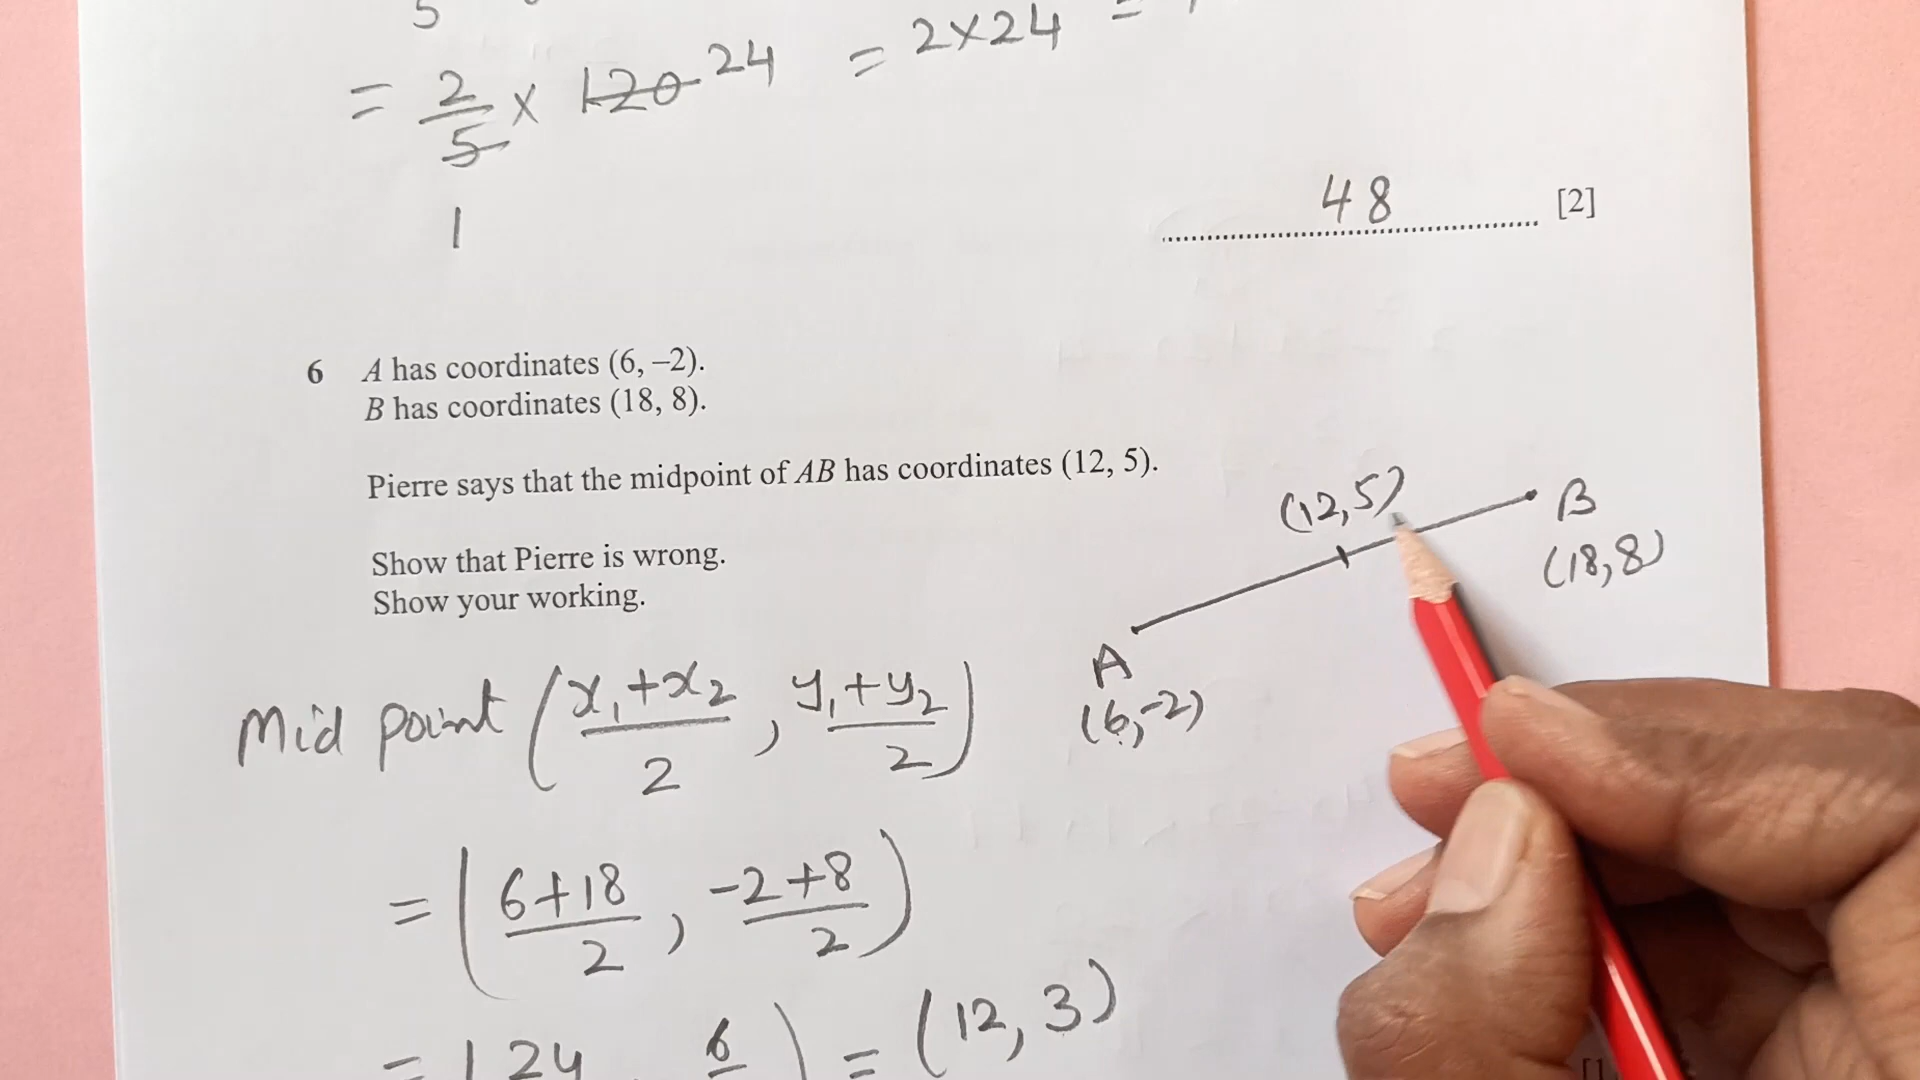 5
= 2/5 × 120 24 = 2×24 =
1
48 [2]
6 A has coordinates (6, –2).
B has coordinates (18, 8).
Pierre says that the midpoint of AB has coordinates (12, 5).
Show that Pierre is wrong.
Show your working.
(12,5)
B
(18,8)
A
(6,-2)
Mid point (x₁+x₂/2, y₁+y₂/2)
= (6+18/2, -2+8/2)
= (24, 6) = (12, 3)